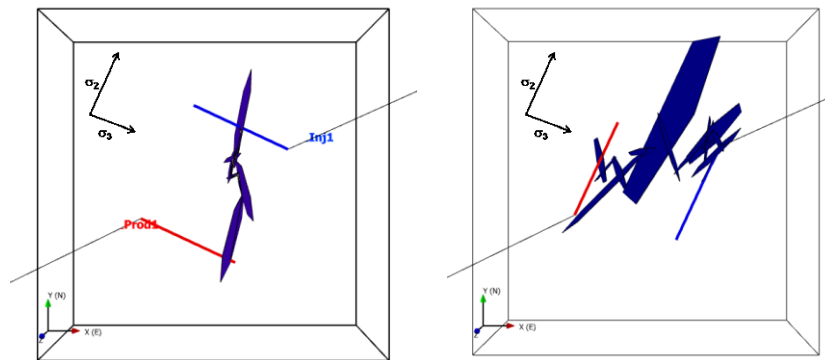 σ2
σ3
Inj1
Prod1
Y (N)
X (E)
Z
σ2
σ3
Y (N)
X (E)
Z